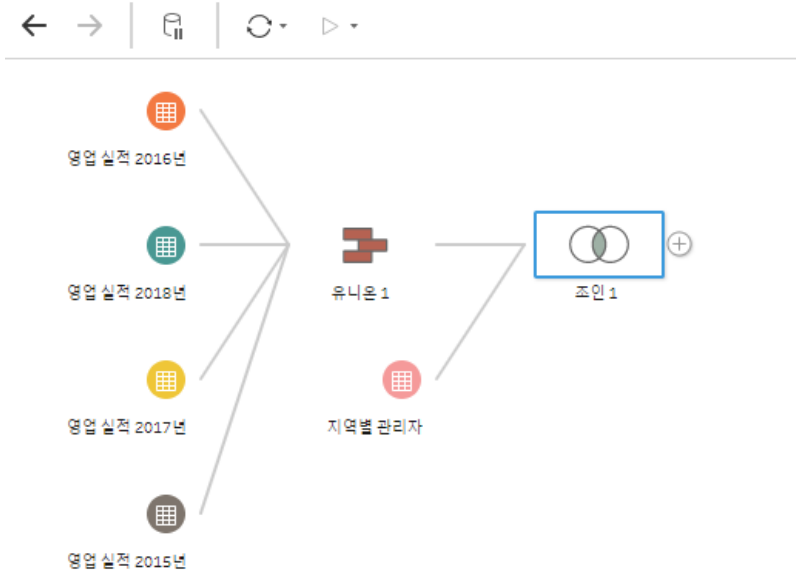 영업 실적 2016년
영업 실적 2018년
유니온 1
조인 1
영업 실적 2017년
지역별 관리자
영업 실적 2015년